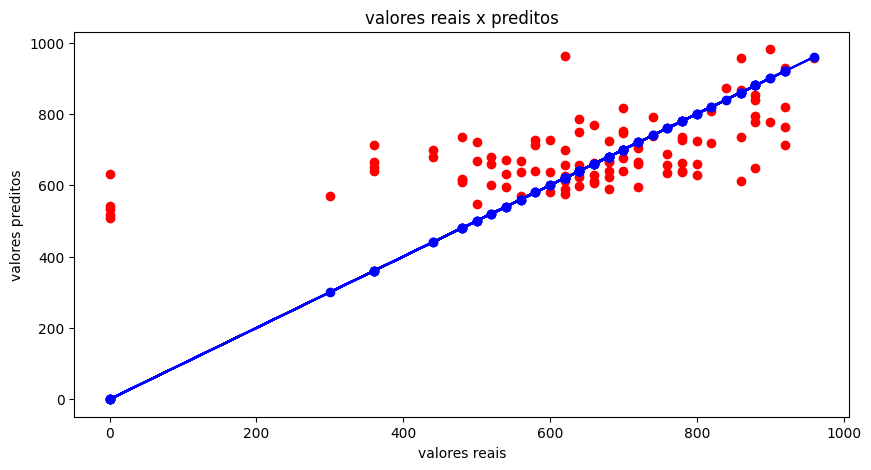 valores reais x preditos
1000
800
600
400
200
0
valores preditos
0 200 400 600 800 1000
valores reais